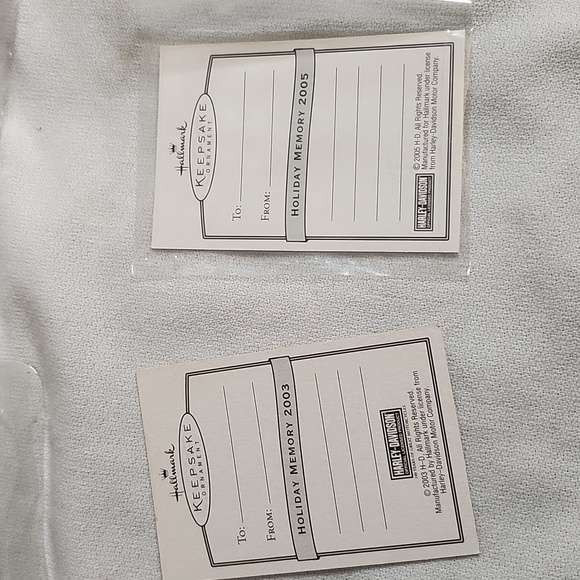 Hallmark
KEEPSAKE
ORNAMENT
TO:
FROM:
HOLIDAY MEMORY 2005
HARLEY-DAVIDSON
© 2005 H-D, All Rights Reserved.
Manufactured for Hallmark under license
from Harley-Davidson Motor Company.
Hallmark
KEEPSAKE
ORNAMENT
TO:
FROM:
HOLIDAY MEMORY 2003
HARLEY-DAVIDSON
© 2003 H-D, All Rights Reserved.
Manufactured by Hallmark under license from
Harley-Davidson Motor Company.